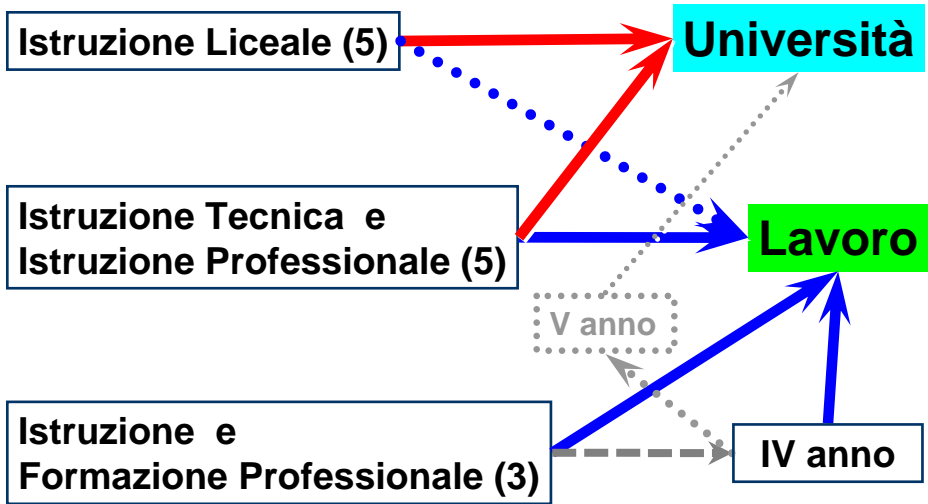 Istruzione Liceale (5)
Università
Istruzione Tecnica e
Istruzione Professionale (5)
Lavoro
V anno
Istruzione e
Formazione Professionale (3)
IV anno